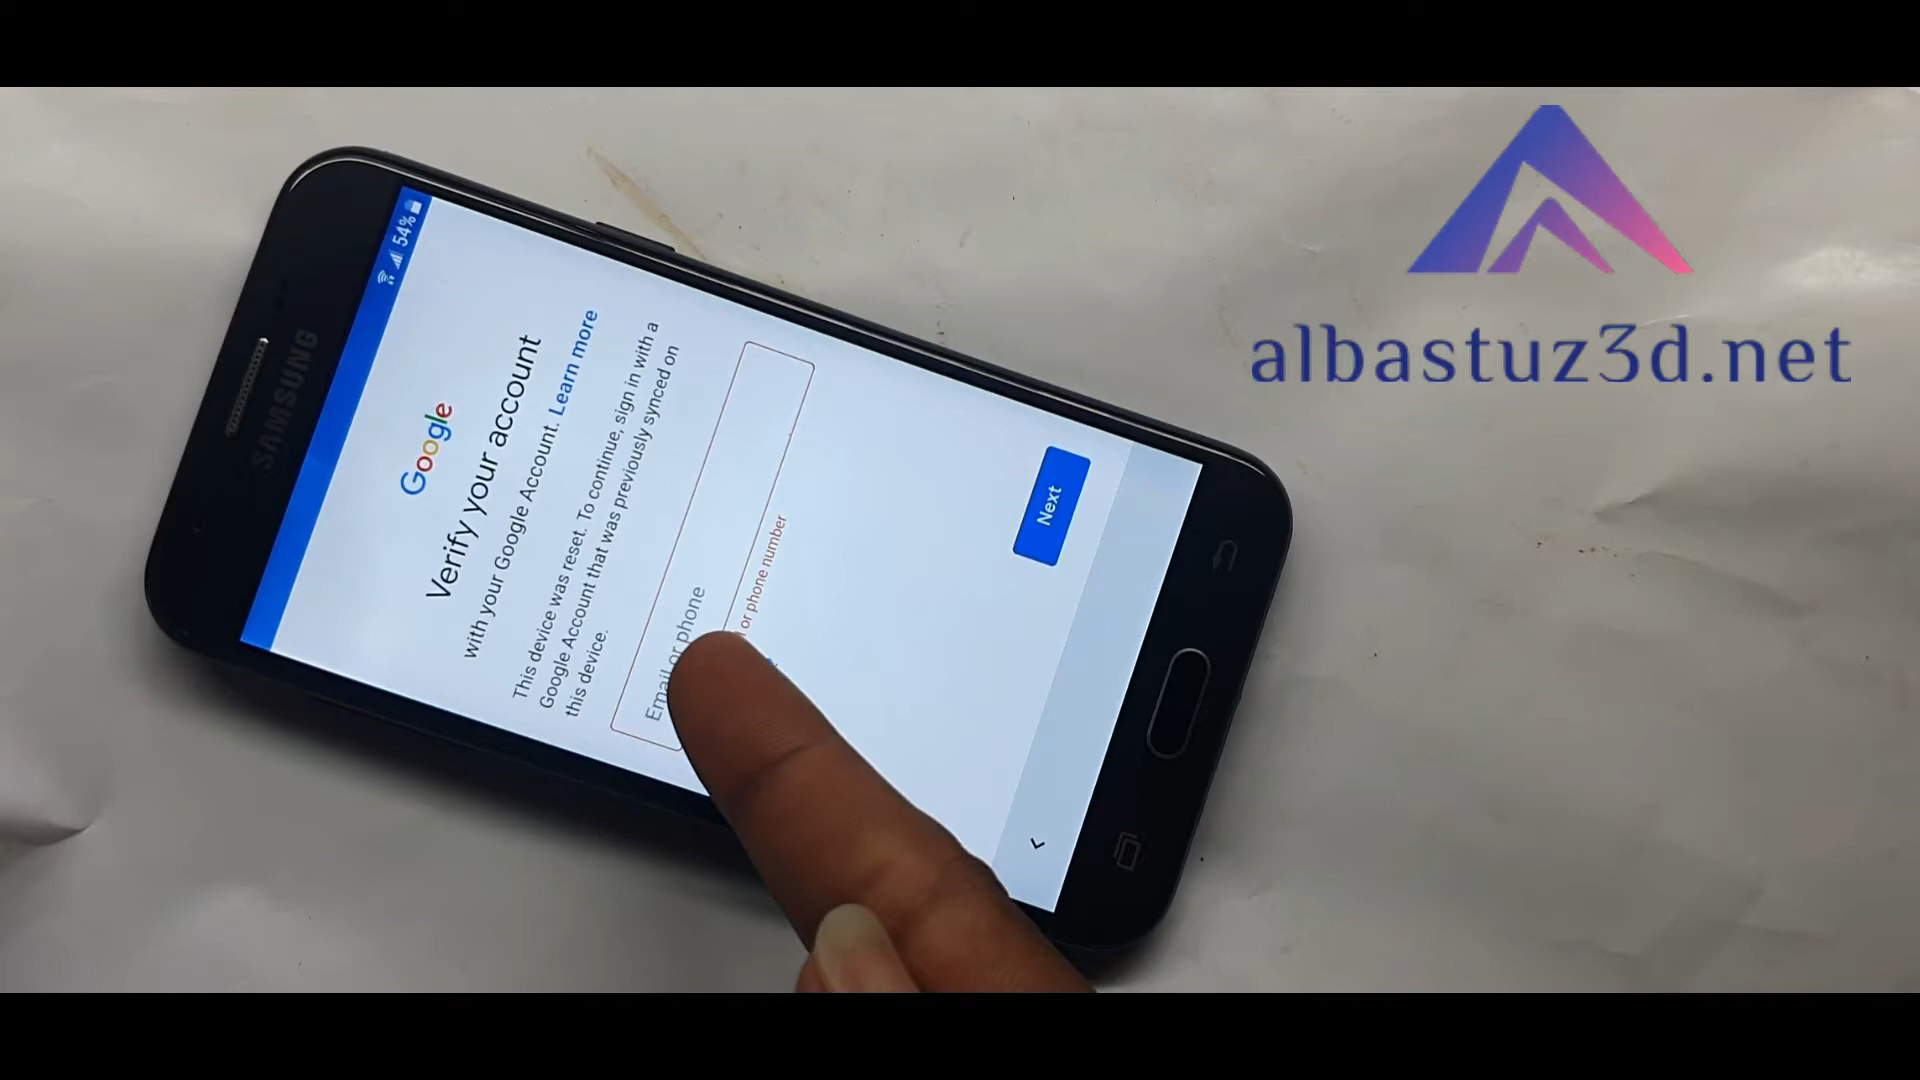 54%
SAMSUNG
Google
Verify your account
with your Google Account. Learn more
This device was reset. To continue, sign in with a
Google Account that was previously synced on
this device.
Email or phone
or phone number
Next
albastuz3d.net